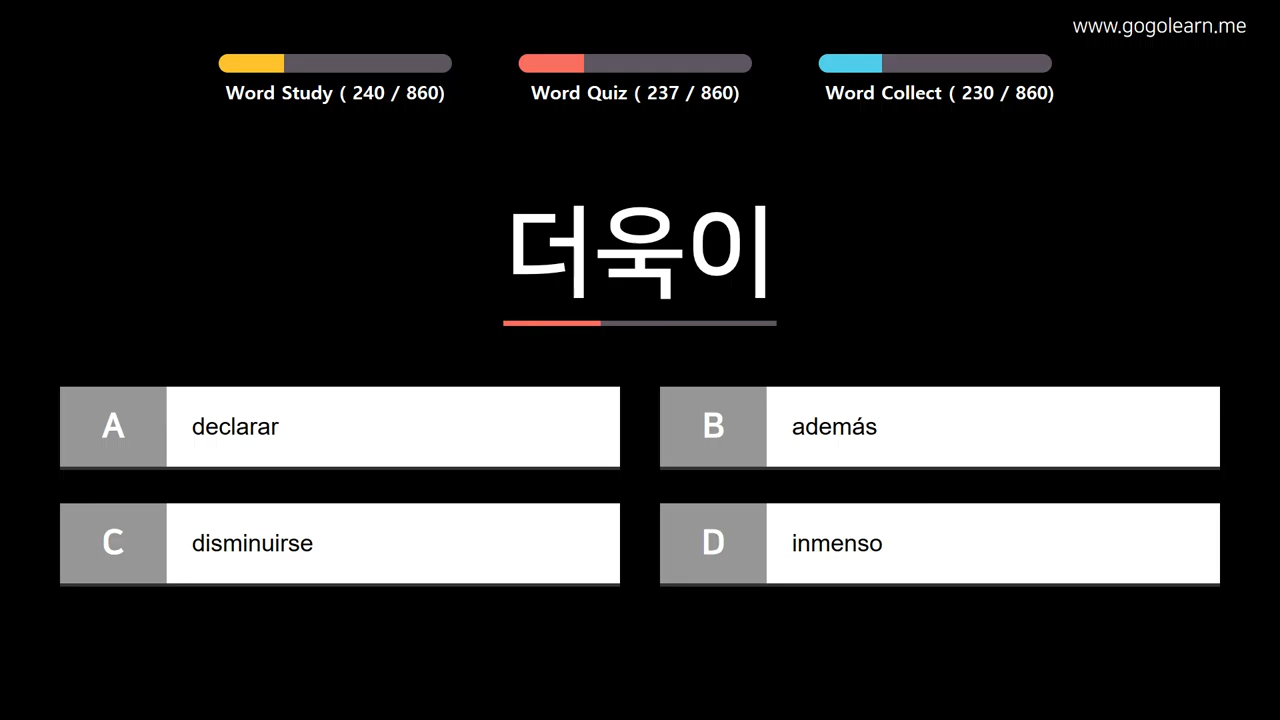 www.gogolearn.me
Word Study ( 240 / 860)
Word Quiz ( 237 / 860)
Word Collect ( 230 / 860)
더욱이
A declarar
B además
C disminuirse
D inmenso